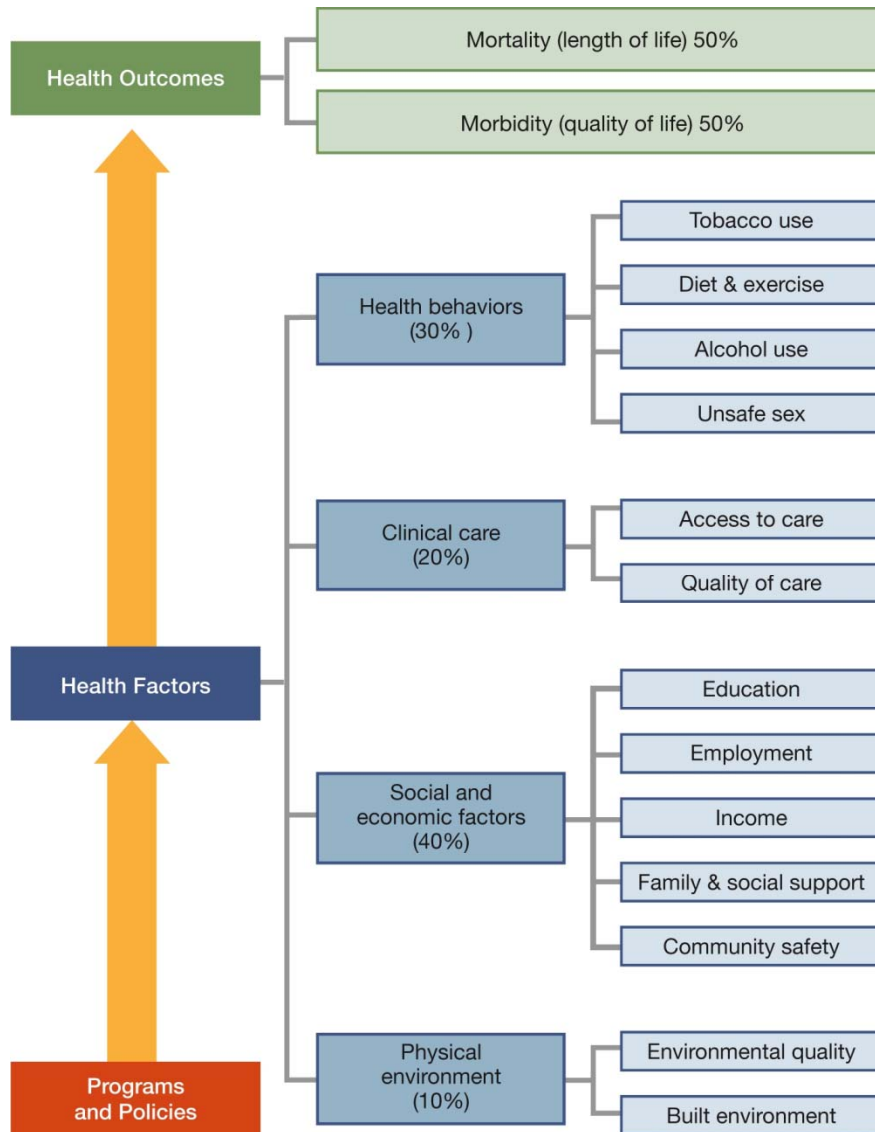 Health Outcomes
Mortality (length of life) 50%
Morbidity (quality of life) 50%
Health behaviors
(30% )
Tobacco use
Diet & exercise
Alcohol use
Unsafe sex
Clinical care
(20%)
Access to care
Quality of care
Health Factors
Social and
economic factors
(40%)
Education
Employment
Income
Family & social support
Community safety
Programs
and Policies
Physical
environment
(10%)
Environmental quality
Built environment